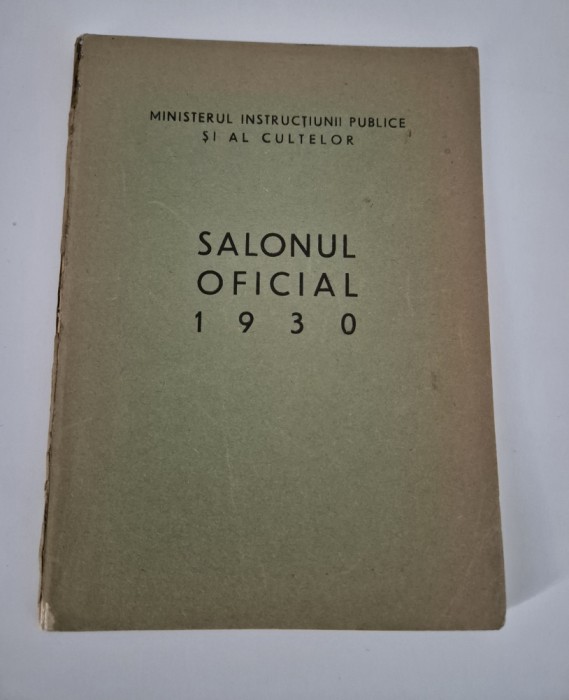 MINISTERUL INSTRUCȚIUNII PUBLICE
ȘI AL CULTELOR
SALONUL
OFICIAL
1930